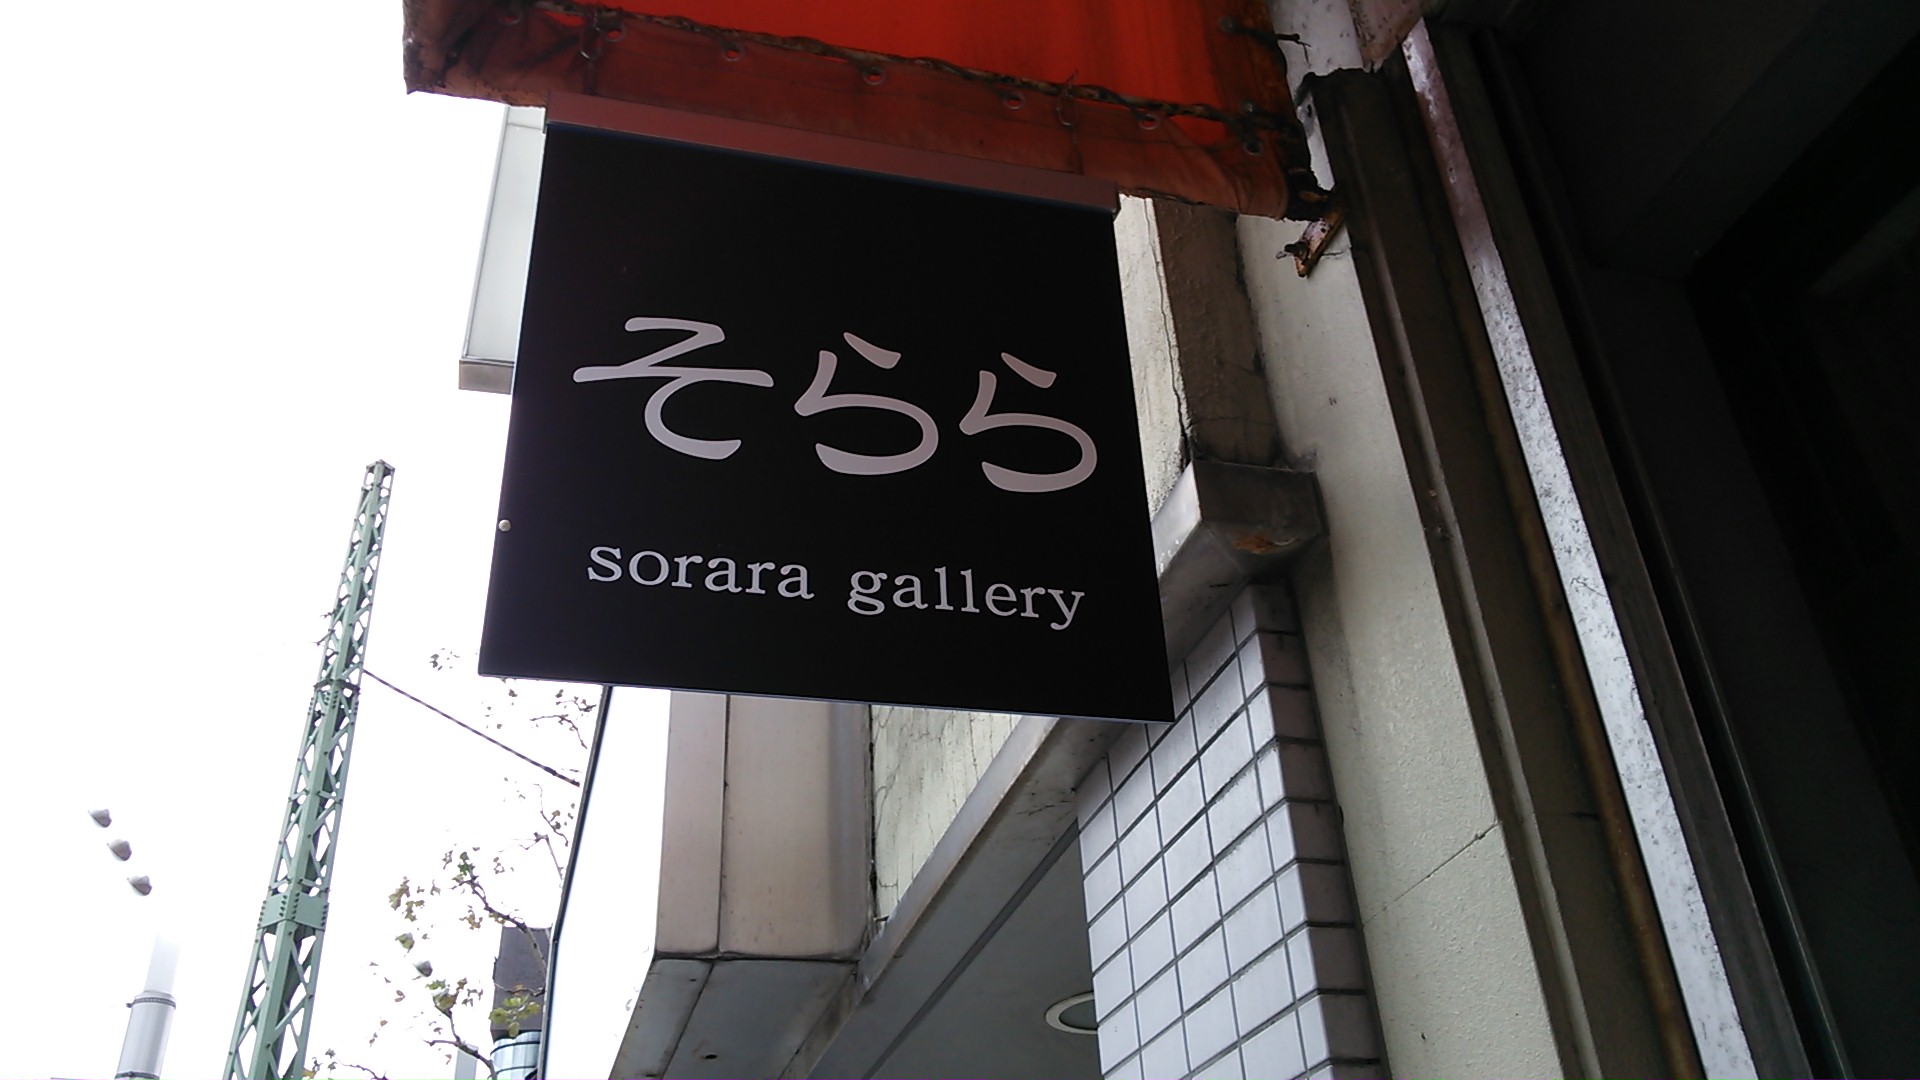 そらら
sorara gallery